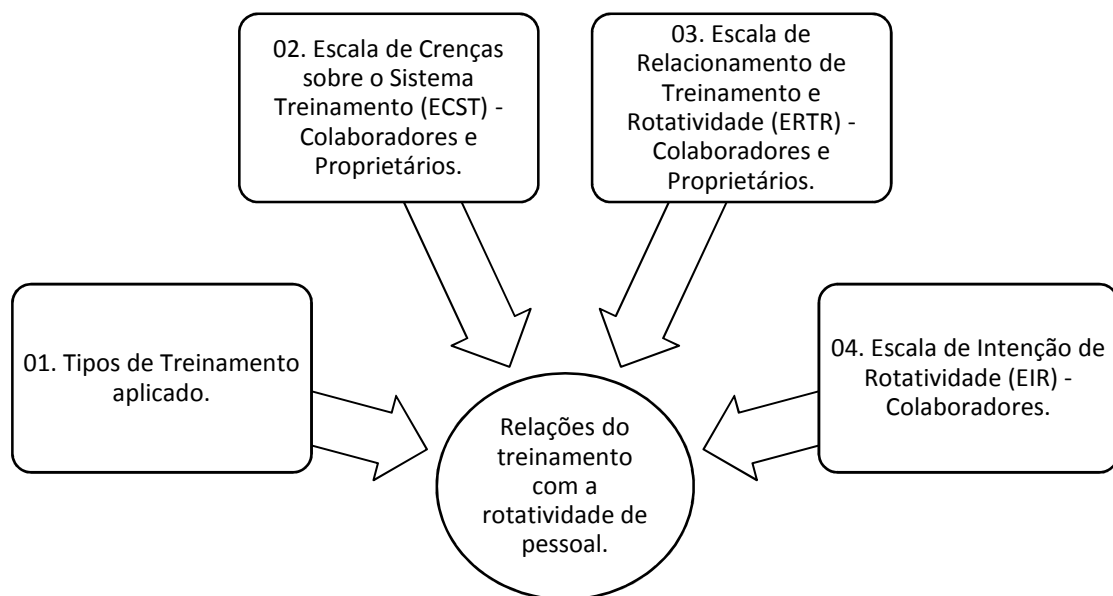 02. Escala de Crenças
sobre o Sistema
Treinamento (ECST) -
Colaboradores e
Proprietários.
03. Escala de
Relacionamento de
Treinamento e
Rotatividade (ERTR) -
Colaboradores e
Proprietários.
01. Tipos de Treinamento
aplicado.
04. Escala de Intenção de
Rotatividade (EIR) -
Colaboradores.
Relações do
treinamento
com a
rotatividade de
pessoal.